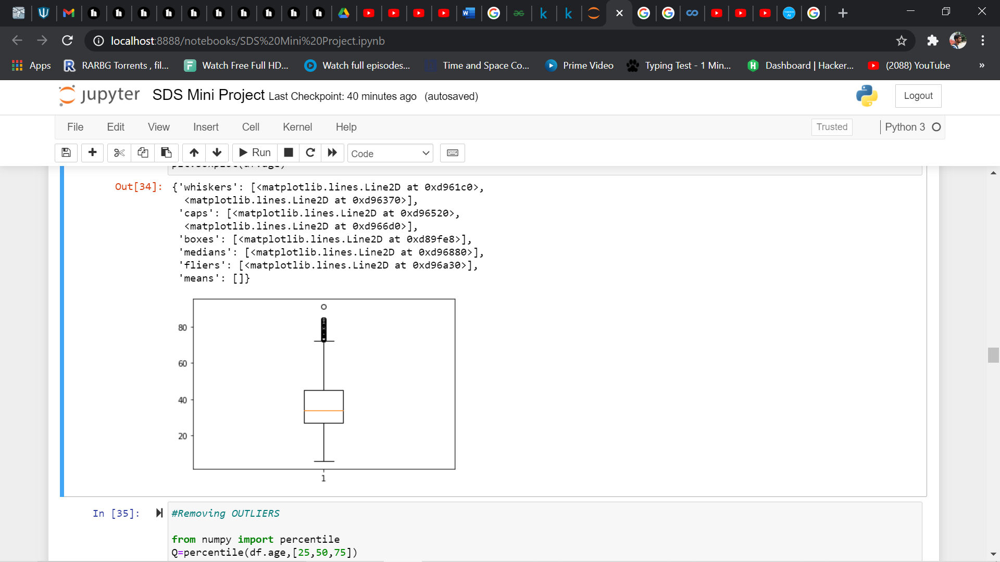 localhost:8888/notebooks/SDS%20Mini%20Project.ipynb
Apps RARBG Torrents , fil... Watch Free Full HD... Watch full episodes... Time and Space Co... Prime Video Typing Test - 1 Min... Dashboard | Hacker... (2088) YouTube »
jupyter SDS Mini Project Last Checkpoint: 40 minutes ago (autosaved) Logout
File Edit View Insert Cell Kernel Help Trusted Python 3
Run Code
plt.boxplot(df.age)
Out[34]: {'whiskers': [<matplotlib.lines.Line2D at 0xd961c0>,
<matplotlib.lines.Line2D at 0xd96370>],
'caps': [<matplotlib.lines.Line2D at 0xd96520>,
<matplotlib.lines.Line2D at 0xd966d0>],
'boxes': [<matplotlib.lines.Line2D at 0xd89fe8>],
'medians': [<matplotlib.lines.Line2D at 0xd96880>],
'fliers': [<matplotlib.lines.Line2D at 0xd96a30>],
'means': []}
80
60
40
20
1
In [35]: #Removing OUTLIERS
from numpy import percentile
Q=percentile(df.age,[25,50,75])